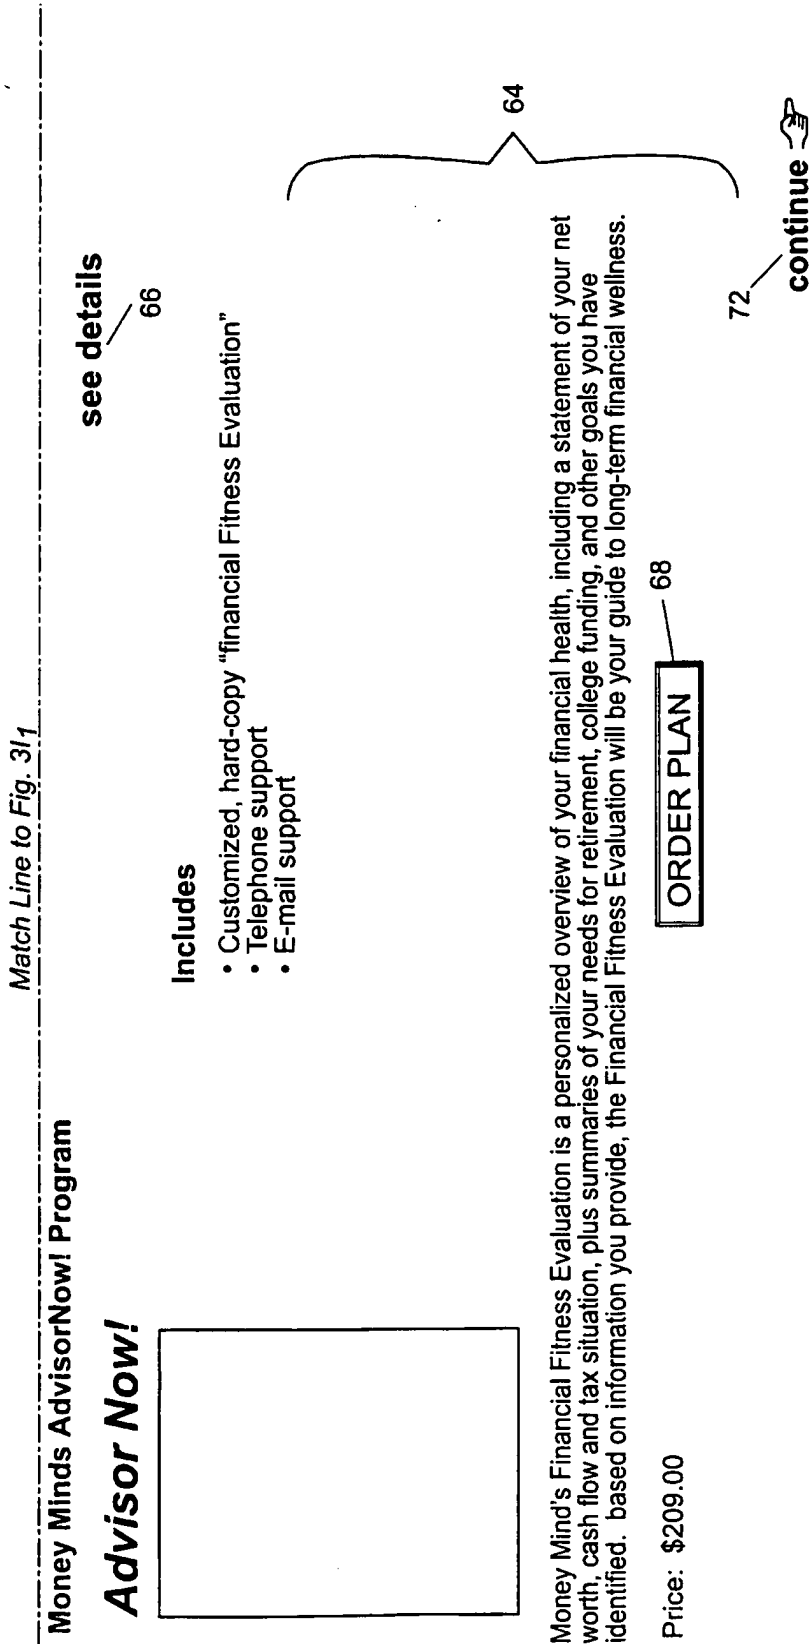 Match Line to Fig. 3I1
Money Minds AdvisorNow! Program
see details
66
Advisor Now!
Includes
• Customized, hard-copy "financial Fitness Evaluation"
• Telephone support
• E-mail support
64
Money Mind's Financial Fitness Evaluation is a personalized overview of your financial health, including a statement of your net
worth, cash flow and tax situation, plus summaries of your needs for retirement, college funding, and other goals you have
identified. based on information you provide, the Financial Fitness Evaluation will be your guide to long-term financial wellness.
Price: $209.00
ORDER PLAN
68
72
continue